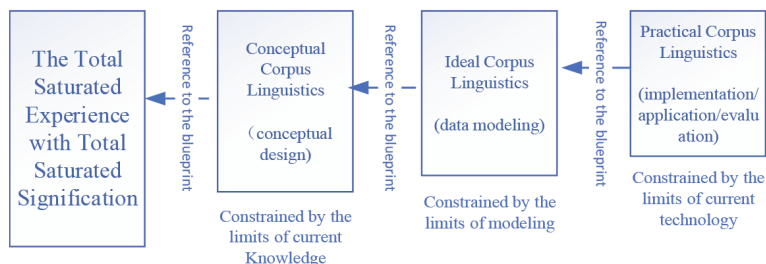 The Total
Saturated
Experience
with Total
Saturated
Signification
Reference to the blueprint
Conceptual
Corpus
Linguistics
（conceptual
design)
Constrained by the
limits of current
Knowledge
Reference to the blueprint
Ideal Corpus
Linguistics
(data modeling)
Constrained by the
limits of modeling
Reference to the blueprint
Practical Corpus
Linguistics
(implementation/
application/evalu
ation)
Constrained by the
limits of current
technology